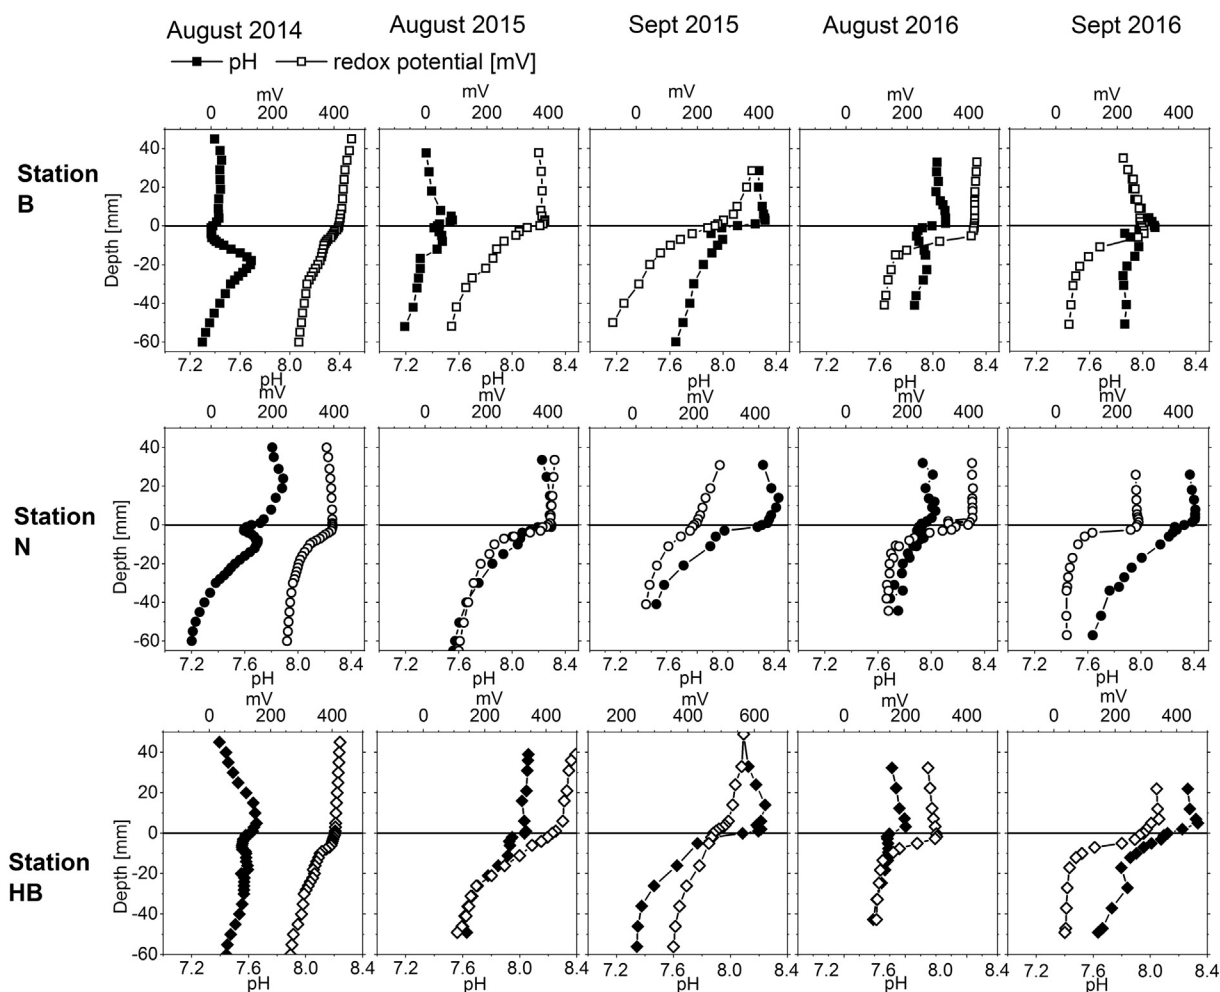 August 2014 August 2015 Sept 2015 August 2016 Sept 2016
pH redox potential [mV]
mV mV mV mV mV
0 200 400 0 200 400 0 200 400 0 200 400 0 200 400
Station
B
Depth [mm]
40
20
0
-20
-40
-60
7.2 7.6 8.0 8.4 7.2 7.6 8.0 8.4 7.2 7.6 8.0 8.4 7.2 7.6 8.0 8.4 7.2 7.6 8.0 8.4
pH pH pH pH pH
mV mV mV mV mV
0 200 400 0 200 400 0 200 400 0 200 400 0 200 400
Station
N
Depth [mm]
40
20
0
-20
-40
-60
7.2 7.6 8.0 8.4 7.2 7.6 8.0 8.4 7.2 7.6 8.0 8.4 7.2 7.6 8.0 8.4 7.2 7.6 8.0 8.4
pH pH pH pH pH
mV mV mV mV mV
0 200 400 0 200 400 200 400 600 0 200 400 0 200 400
Station
HB
Depth [mm]
40
20
0
-20
-40
-60
7.2 7.6 8.0 8.4 7.2 7.6 8.0 8.4 7.2 7.6 8.0 8.4 7.2 7.6 8.0 8.4 7.2 7.6 8.0 8.4
pH pH pH pH pH